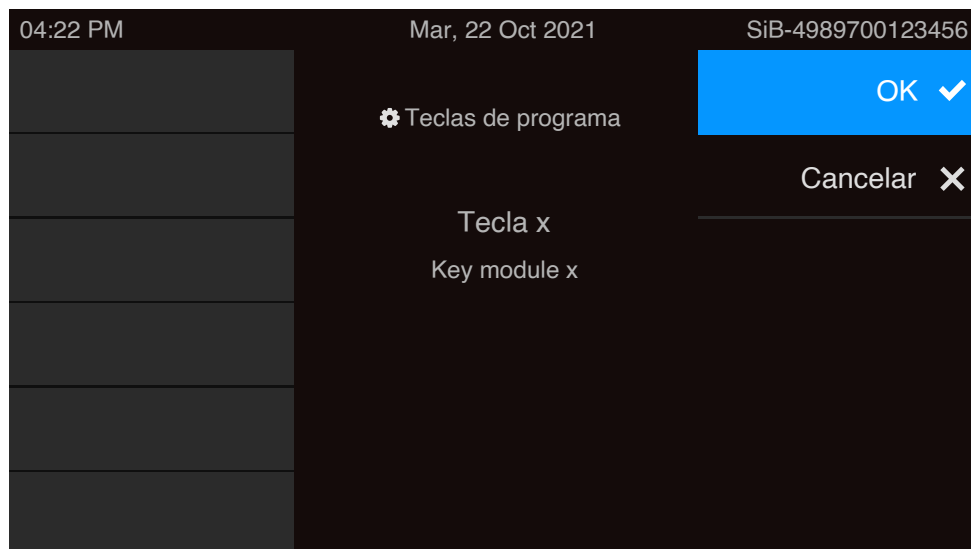 04:22 PM
Mar, 22 Oct 2021
SiB-4989700123456
OK
Teclas de programa
Cancelar
Tecla x
Key module x